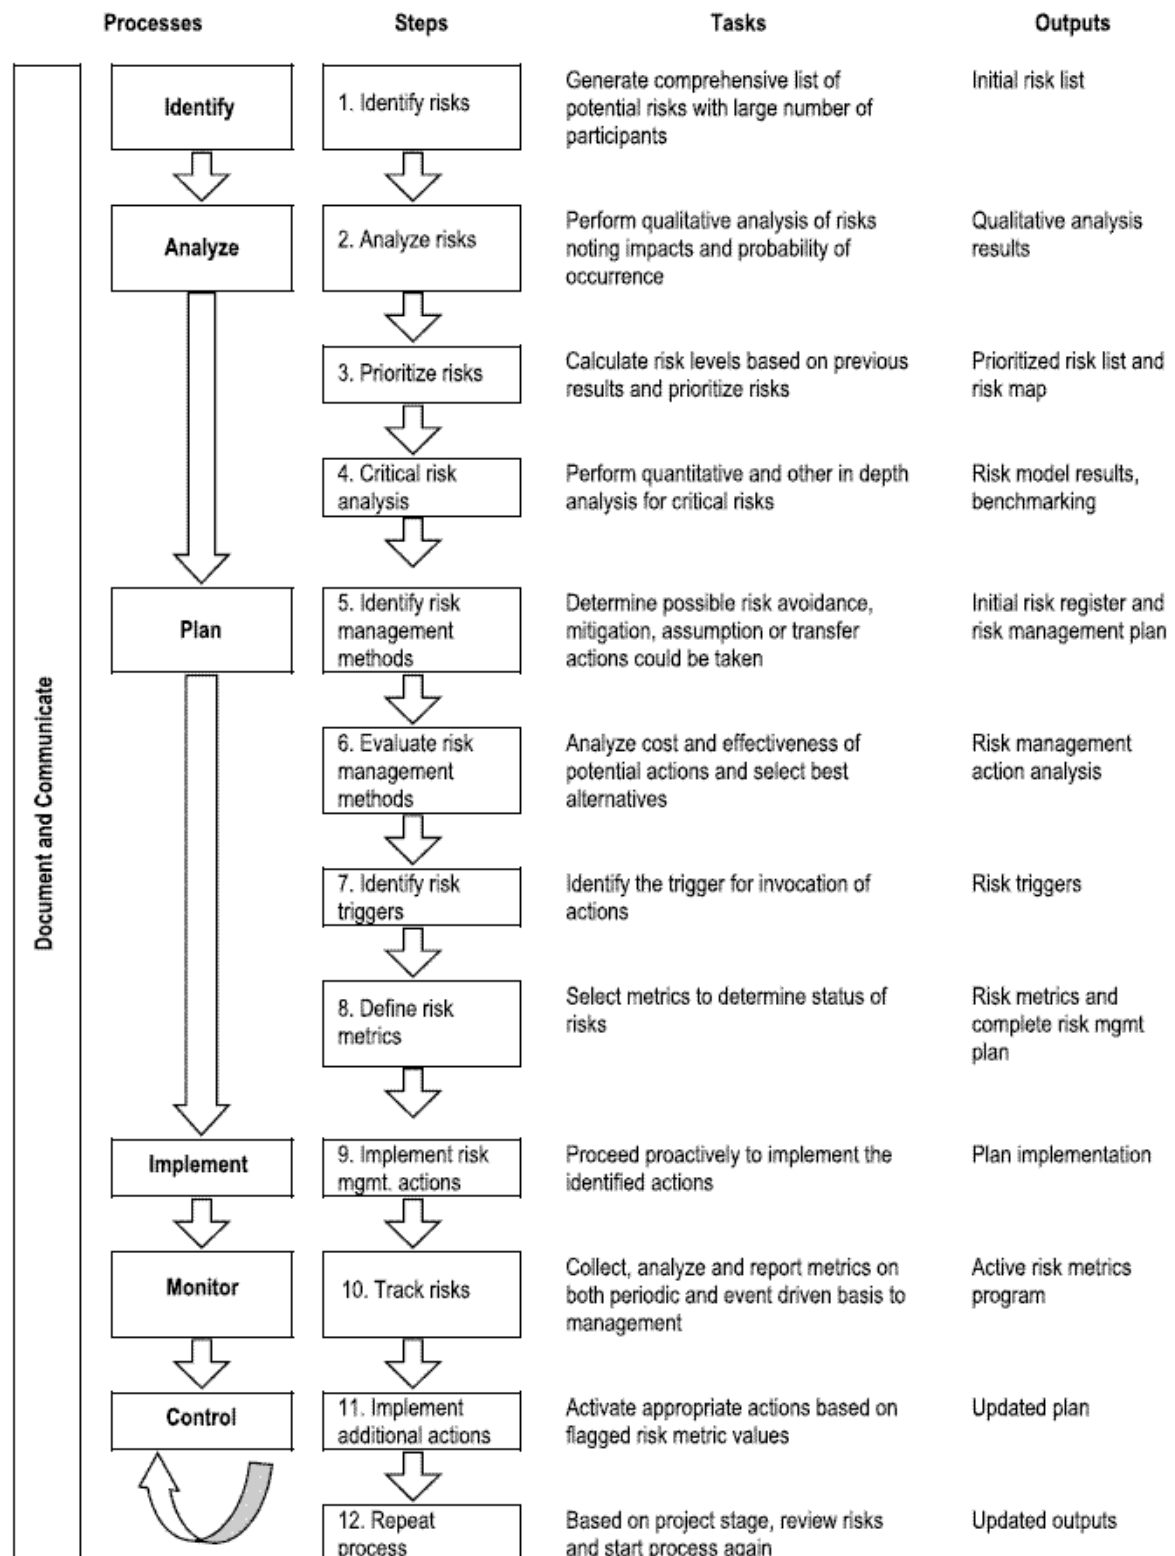 Processes Steps Tasks Outputs
Identify
1. Identify risks
Generate comprehensive list of
potential risks with large number of
participants
Initial risk list
Analyze
2. Analyze risks
Perform qualitative analysis of risks
noting impacts and probability of
occurrence
Qualitative analysis
results
3. Prioritize risks
Calculate risk levels based on previous
results and prioritize risks
Prioritized risk list and
risk map
4. Critical risk
analysis
Perform quantitative and other in depth
analysis for critical risks
Risk model results,
benchmarking
Plan
5. Identify risk
management
methods
Determine possible risk avoidance,
mitigation, assumption or transfer
actions could be taken
Initial risk register and
risk management plan
6. Evaluate risk
management
methods
Analyze cost and effectiveness of
potential actions and select best
alternatives
Risk management
action analysis
7. Identify risk
triggers
Identify the trigger for invocation of
actions
Risk triggers
8. Define risk
metrics
Select metrics to determine status of
risks
Risk metrics and
complete risk mgmt
plan
Implement
9. Implement risk
mgmt. actions
Proceed proactively to implement the
identified actions
Plan implementation
Monitor
10. Track risks
Collect, analyze and report metrics on
both periodic and event driven basis to
management
Active risk metrics
program
Control
11. Implement
additional actions
Activate appropriate actions based on
flagged risk metric values
Updated plan
12. Repeat
process
Based on project stage, review risks
and start process again
Updated outputs
Document and Communicate